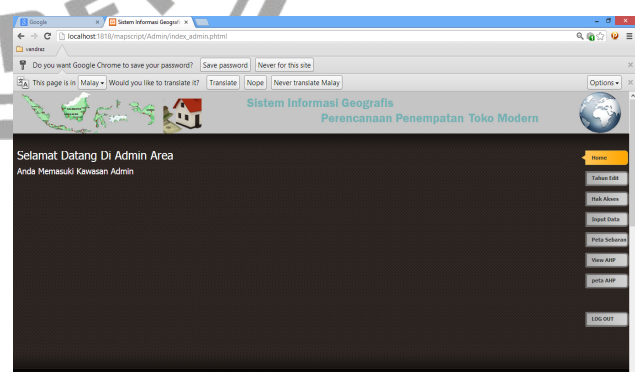 Google
Sistem Informasi Geografi
localhost:1818/mapscript/Admin/index_admin.phtml
vandraz
Do you want Google Chrome to save your password? Save password Never for this site
This page is in Malay Would you like to translate it? Translate Nope Never translate Malay Options
Sistem Informasi Geografis
Perencanaan Penempatan Toko Modern
Selamat Datang Di Admin Area
Anda Memasuki Kawasan Admin
Home
Tahun Edit
Hak Akses
Input Data
Peta Sebaran
View AHP
peta AHP
LOG OUT